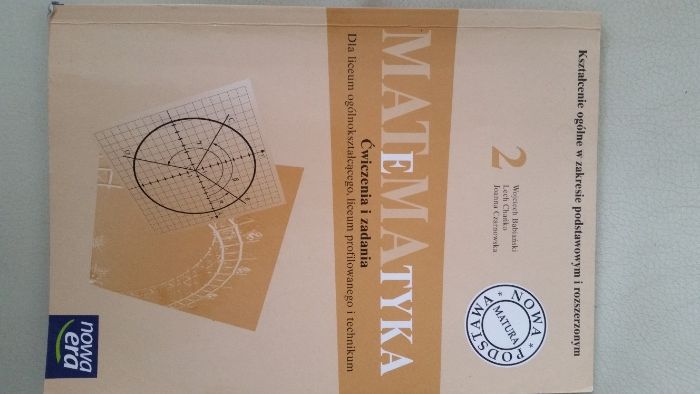 Kształcenie ogólne w zakresie podstawowym i rozszerzonym
2
Wojciech Babiański
Lech Chańko
Joanna Czarnowska
NOWA * PODSTAWA *
MATURA
MATEMATYKA
Ćwiczenia i zadania
Dla liceum ogólnokształcącego, liceum profilowanego i technikum
nowa
era